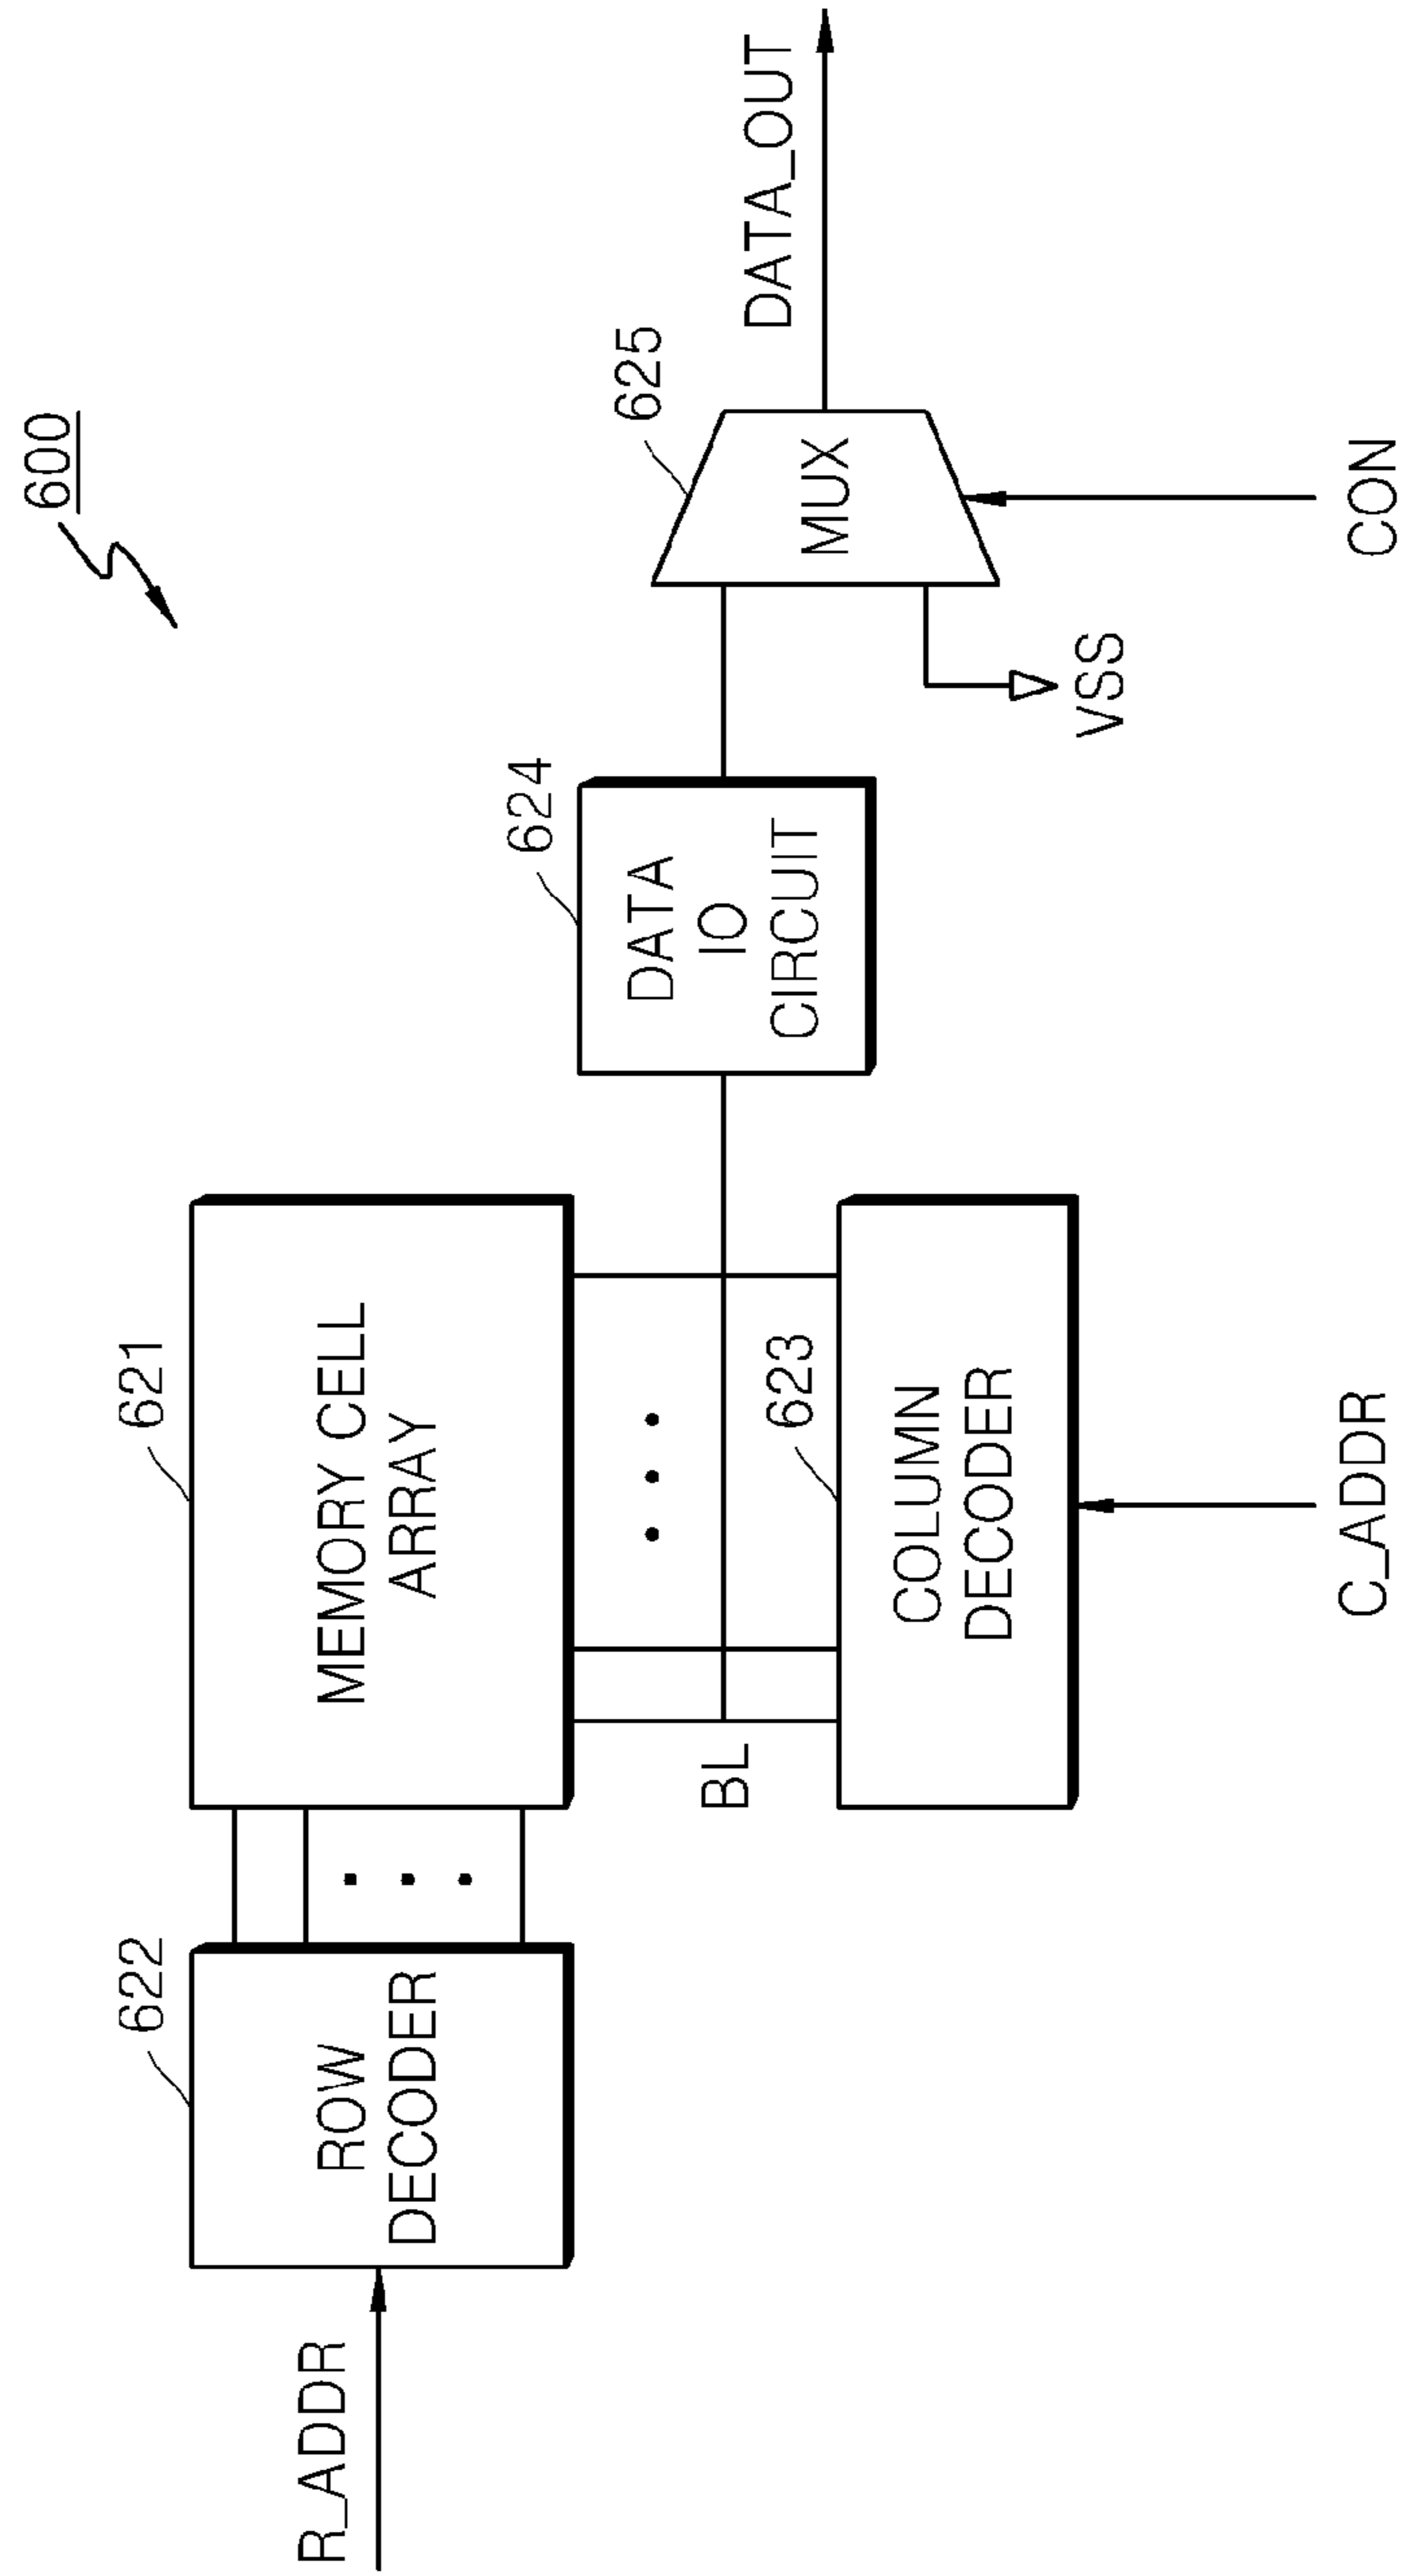 600
621
MEMORY CELL
ARRAY
622
ROW
DECODER
R_ADDR
BL
623
COLUMN
DECODER
C_ADDR
624
DATA
IO
CIRCUIT
625
MUX
VSS
CON
DATA_OUT